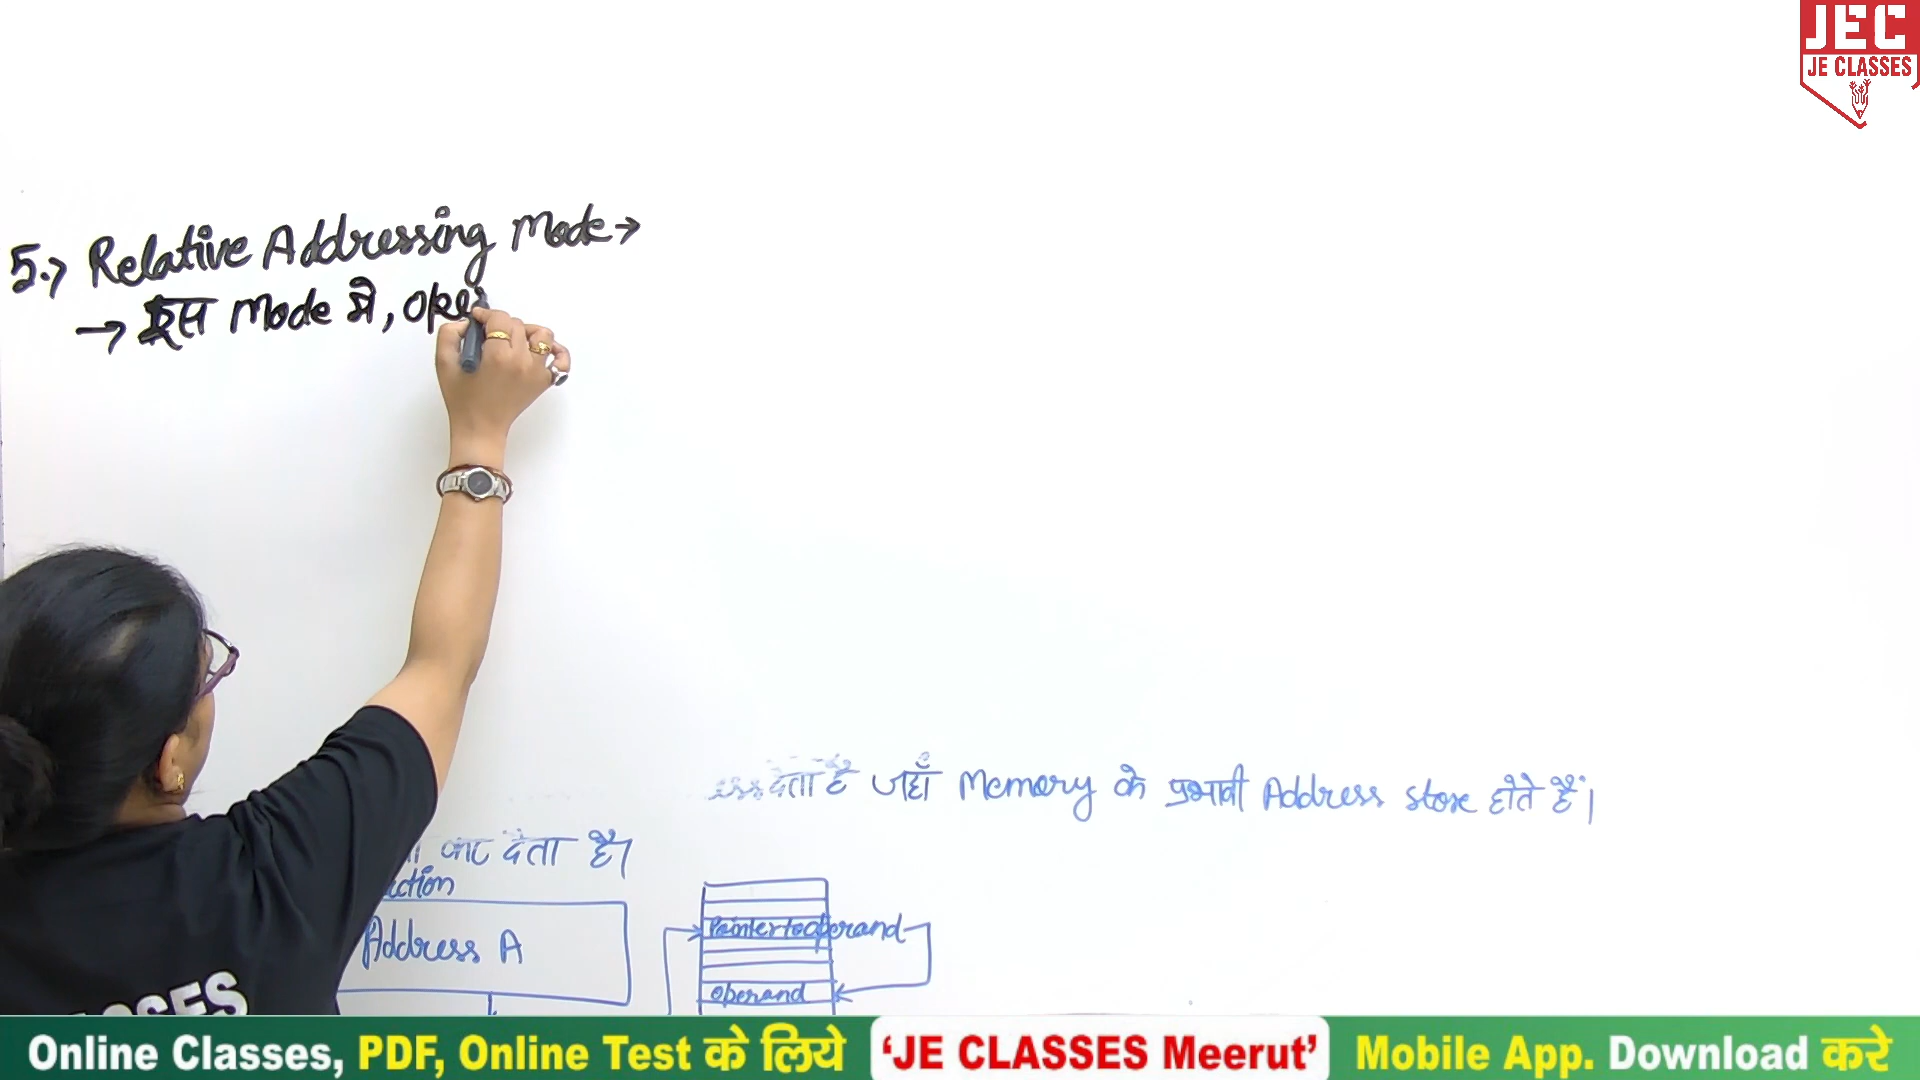 JEC
JE CLASSES
5.→ Relative Addressing Mode →
→ इस Mode में, Ope
देता है जहाँ Memory के प्रभावी Address store होते हैं।
काट देता है।
ction
Address A
Pointer to operand
operand
Online Classes, PDF, Online Test के लिये 'JE CLASSES Meerut' Mobile App. Download करे